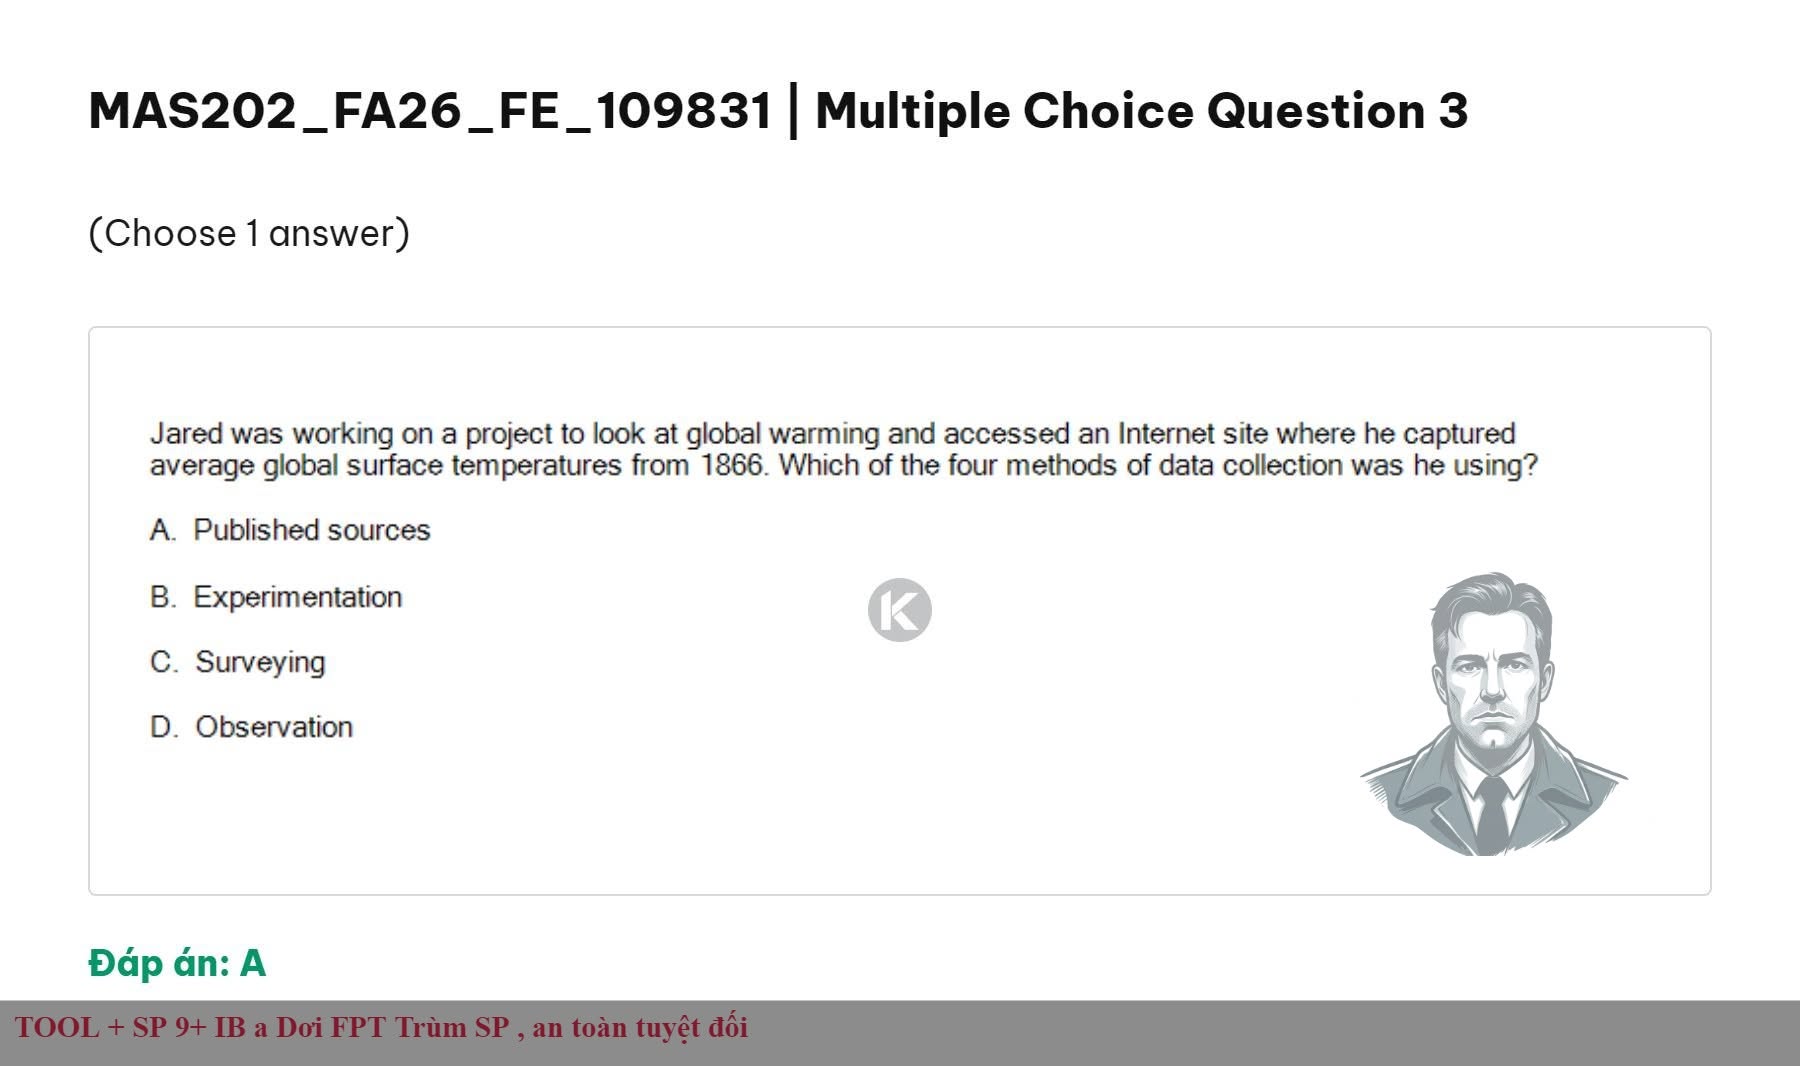 MAS202_FA26_FE_109831 | Multiple Choice Question 3
(Choose 1 answer)
Jared was working on a project to look at global warming and accessed an Internet site where he captured
average global surface temperatures from 1866. Which of the four methods of data collection was he using?
A. Published sources
B. Experimentation
K
C. Surveying
D. Observation
Đáp án: A
TOOL + SP 9+ IB a Dơi FPT Trùm SP , an toàn tuyệt đối